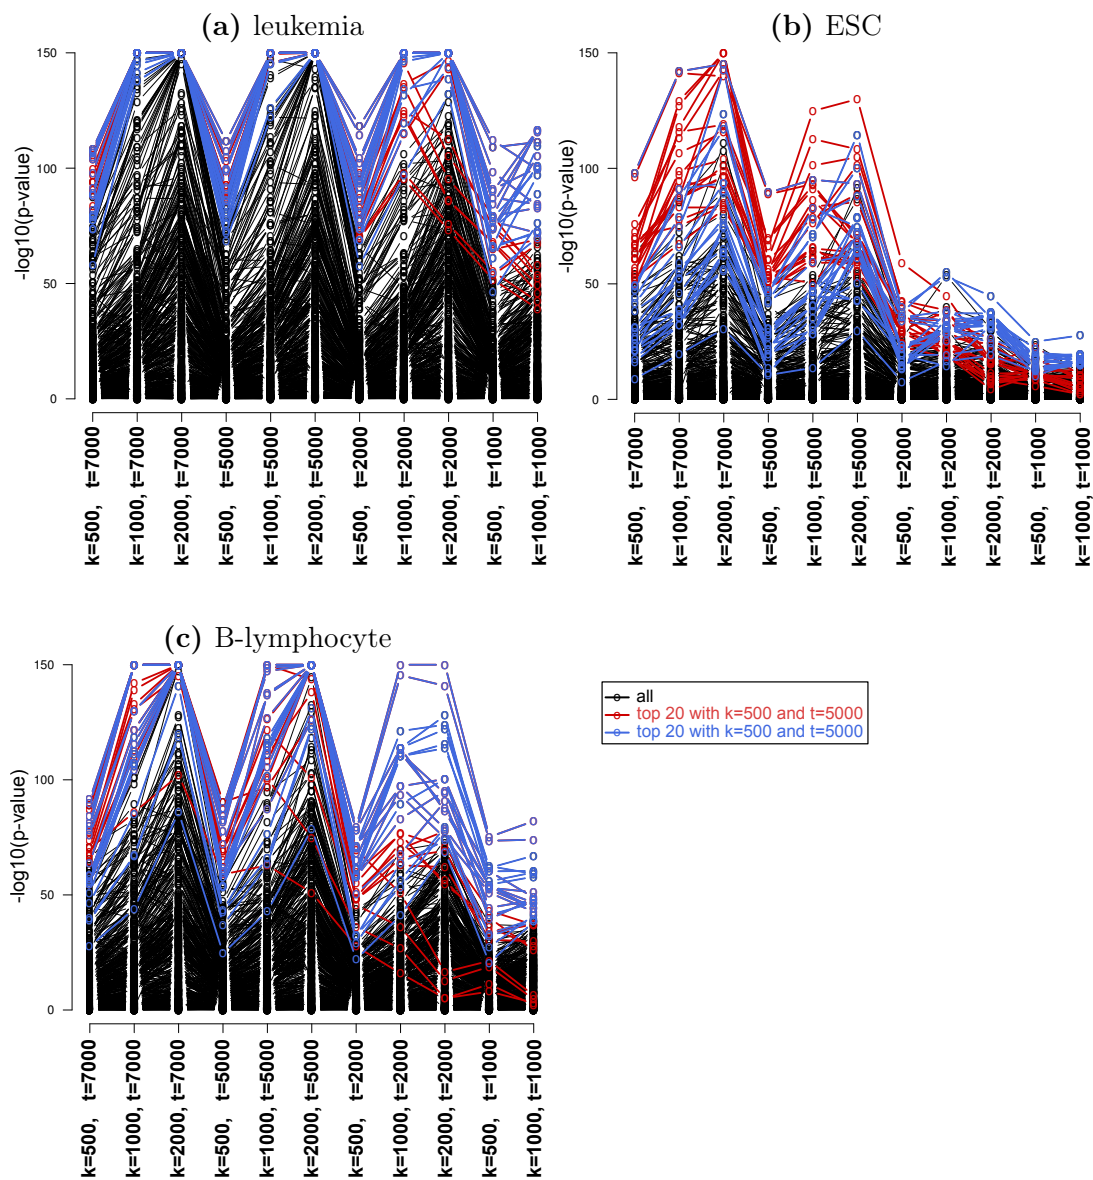 (a) leukemia
-log10(p-value)
150
100
50
0
k=500, t=7000
k=1000, t=7000
k=2000, t=7000
k=500, t=5000
k=1000, t=5000
k=2000, t=5000
k=500, t=2000
k=1000, t=2000
k=2000, t=2000
k=500, t=1000
k=1000, t=1000
(b) ESC
-log10(p-value)
150
100
50
0
k=500, t=7000
k=1000, t=7000
k=2000, t=7000
k=500, t=5000
k=1000, t=5000
k=2000, t=5000
k=500, t=2000
k=1000, t=2000
k=2000, t=2000
k=500, t=1000
k=1000, t=1000
(c) B-lymphocyte
-log10(p-value)
150
100
50
0
k=500, t=7000
k=1000, t=7000
k=2000, t=7000
k=500, t=5000
k=1000, t=5000
k=2000, t=5000
k=500, t=2000
k=1000, t=2000
k=2000, t=2000
k=500, t=1000
k=1000, t=1000
all
top 20 with k=500 and t=5000
top 20 with k=500 and t=5000